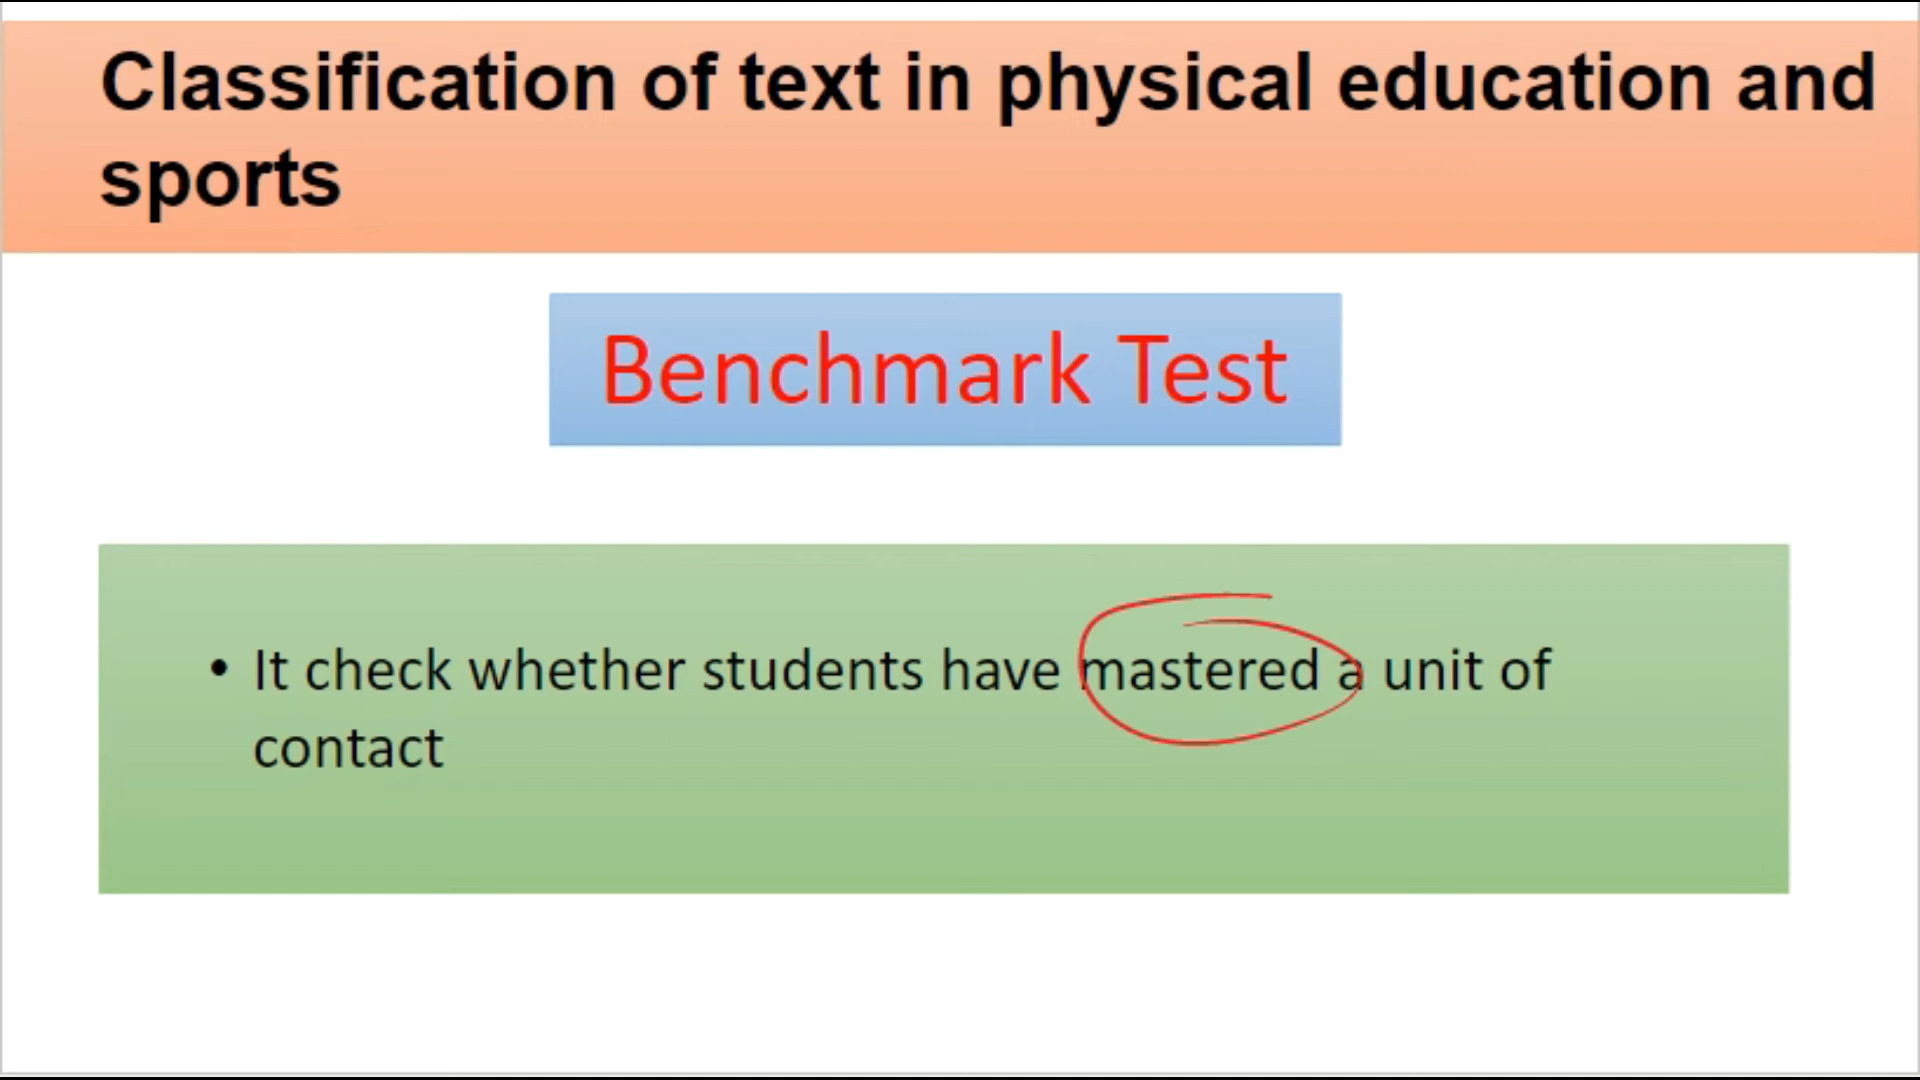 Classification of text in physical education and
sports
Benchmark Test
• It check whether students have mastered a unit of
contact